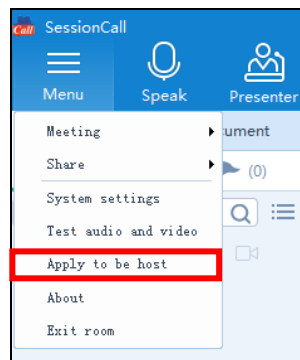 Call SessionCall
Menu Speak Presenter
Meeting
ument
Share
(0)
System settings
Test audio and video
Apply to be host
About
Exit room